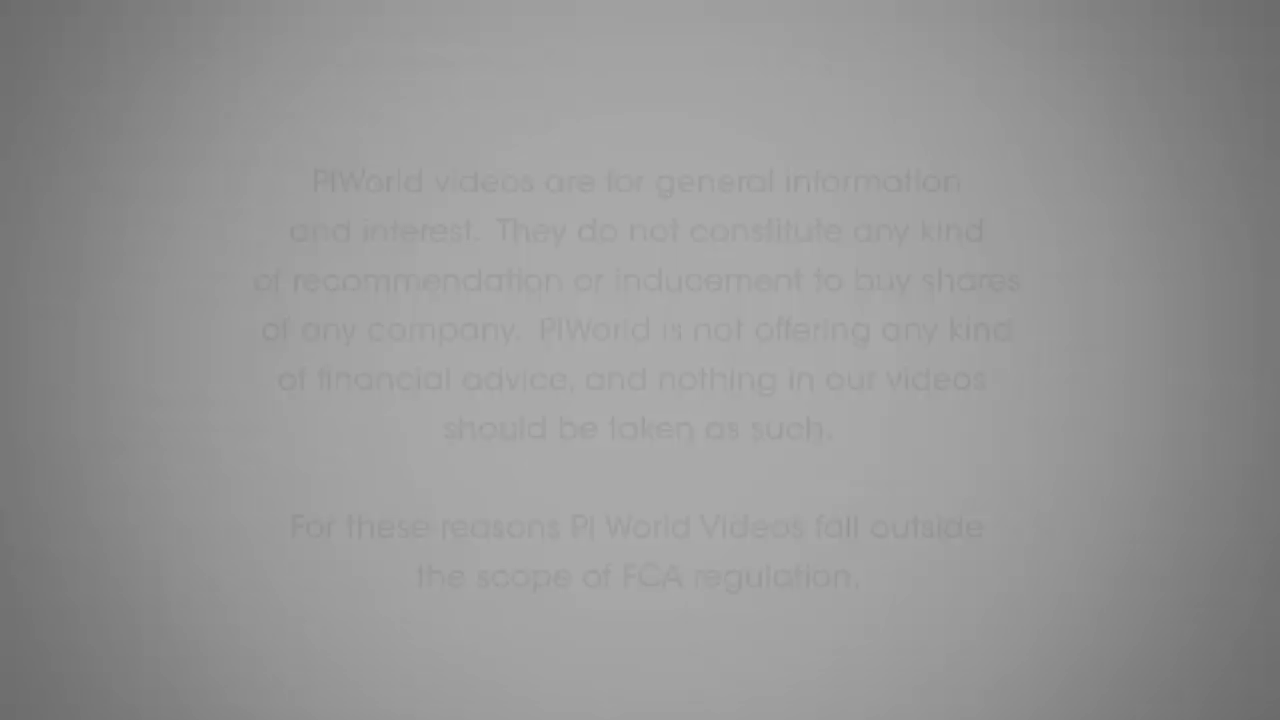 PIWorld videos are for general information
and interest. They do not constitute any kind
of recommendation or inducement to buy shares
of any company. PIWorld is not offering any kind
of financial advice, and nothing in our videos
should be taken as such.
For these reasons PI World Videos fall outside
the scope of FCA regulation.